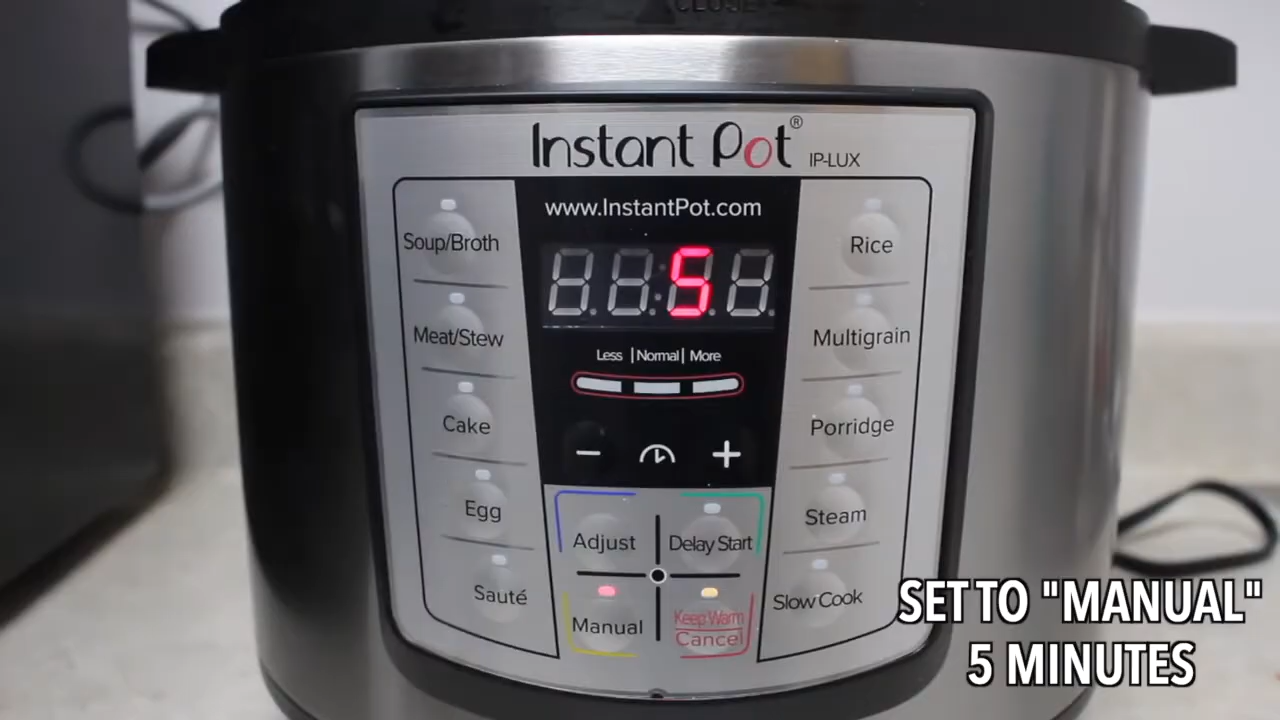 CLOSE
Instant Pot® IP-LUX
www.InstantPot.com
5
Less | Normal | More
Soup/Broth
Meat/Stew
Cake
Egg
Sauté
Rice
Multigrain
Porridge
Steam
Slow Cook
Adjust
Delay Start
Manual
Keep Warm
Cancel
SET TO "MANUAL"
5 MINUTES